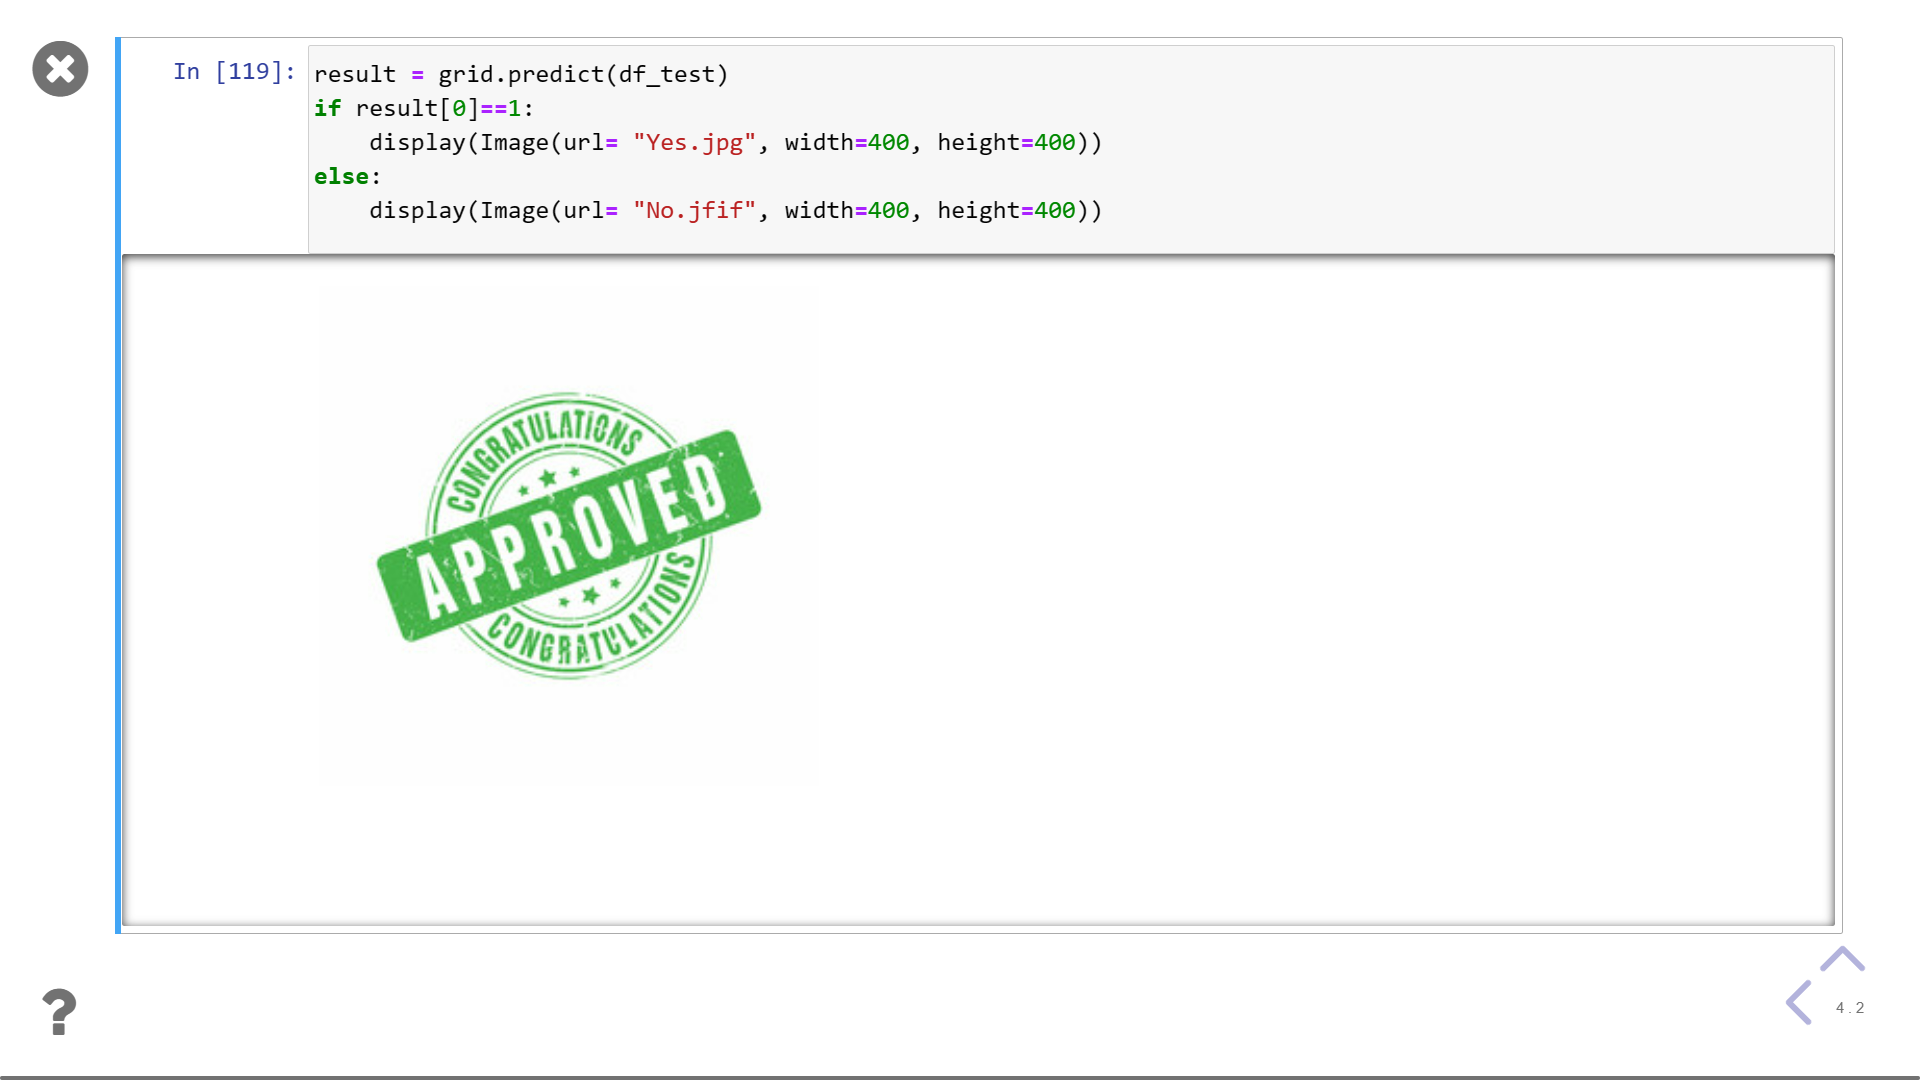 In [119]:
result = grid.predict(df_test)
if result[0]==1:
    display(Image(url= "Yes.jpg", width=400, height=400))
else:
    display(Image(url= "No.jfif", width=400, height=400))
CONGRATULATIONS
APPROVED
CONGRATULATIONS
?
4.2